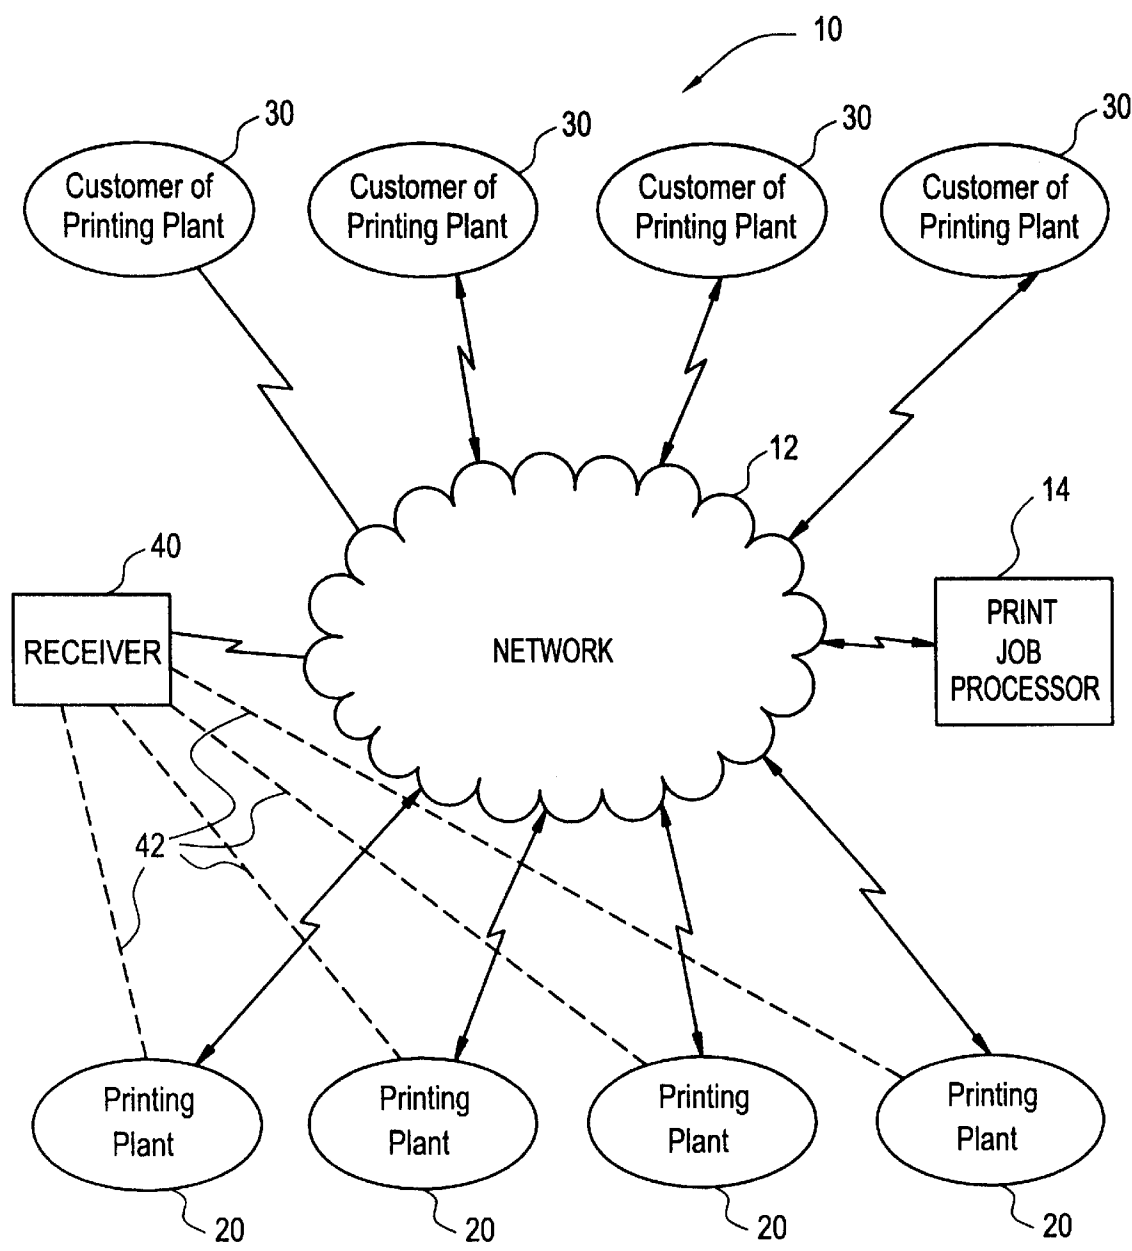 10
30
30
30
30
Customer of
Printing Plant
Customer of
Printing Plant
Customer of
Printing Plant
Customer of
Printing Plant
12
14
40
RECEIVER
NETWORK
PRINT
JOB
PROCESSOR
42
Printing
Plant
Printing
Plant
Printing
Plant
Printing
Plant
20
20
20
20